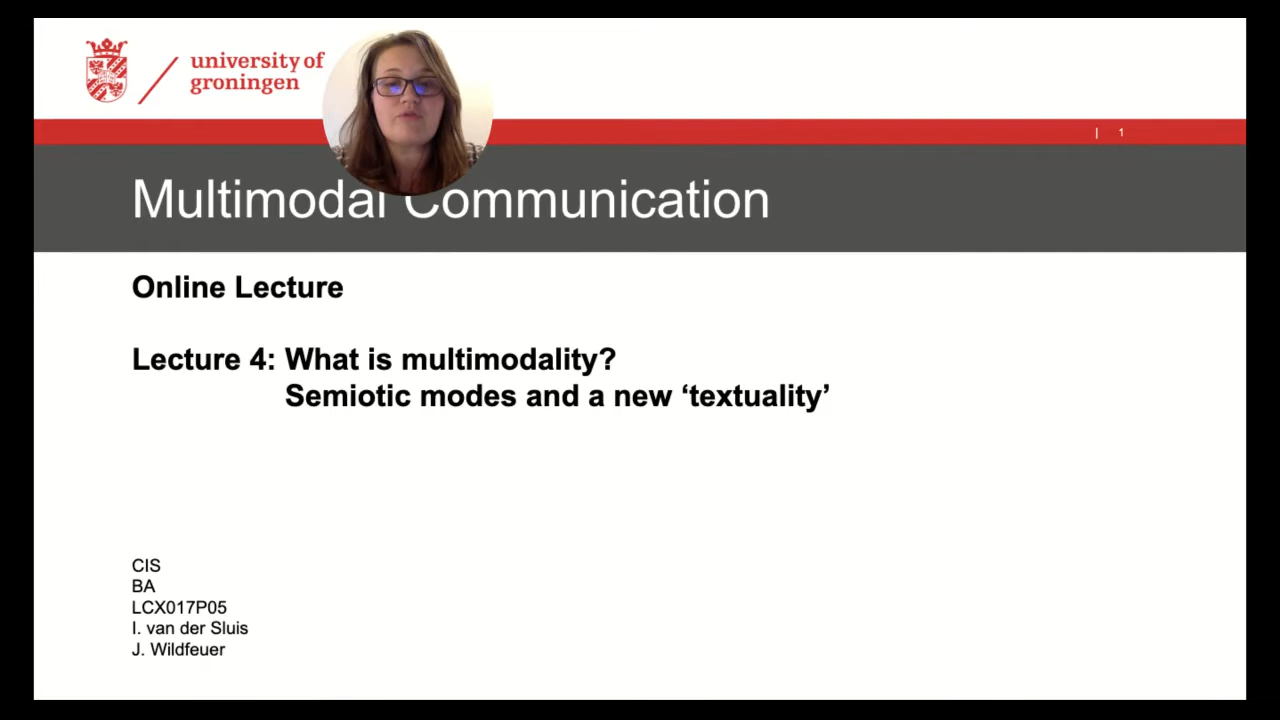 university of
groningen
| 1
Multimodal Communication
Online Lecture
Lecture 4: What is multimodality?
Semiotic modes and a new ‘textuality’
CIS
BA
LCX017P05
I. van der Sluis
J. Wildfeuer